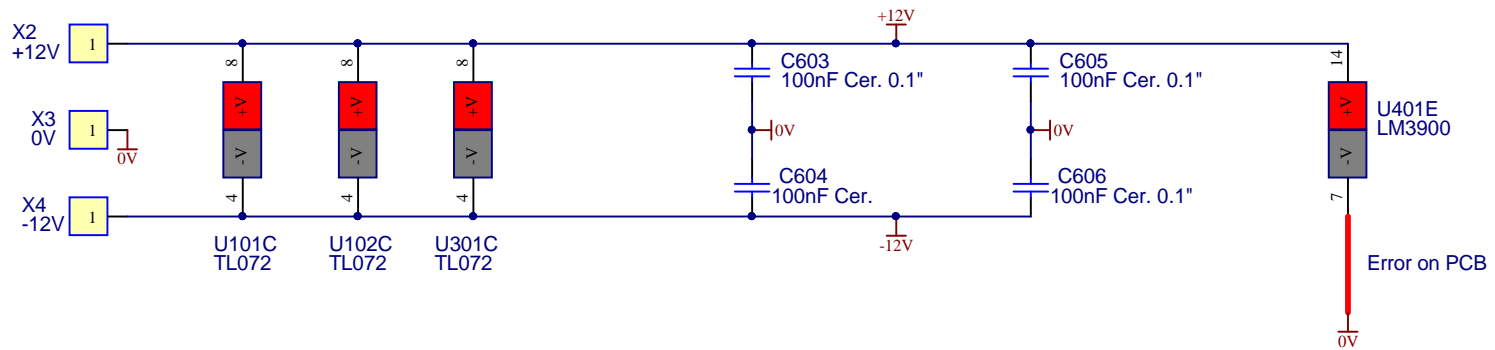 X2
+12V
1
X3
0V
1
0V
X4
-12V
1
8
+V
-V
4
U101C
TL072
8
+V
-V
4
U102C
TL072
8
+V
-V
4
U301C
TL072
C603
100nF Cer. 0.1"
0V
C604
100nF Cer.
+12V
-12V
C605
100nF Cer. 0.1"
0V
C606
100nF Cer. 0.1"
14
+V
-V
7
U401E
LM3900
Error on PCB
0V